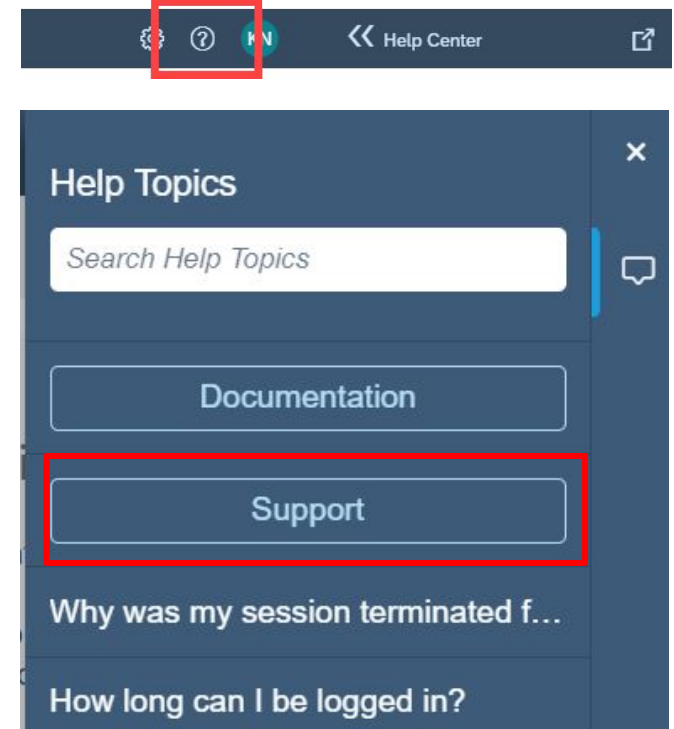 KN
Help Center
Help Topics
Search Help Topics
Documentation
Support
Why was my session terminated f...
How long can I be logged in?